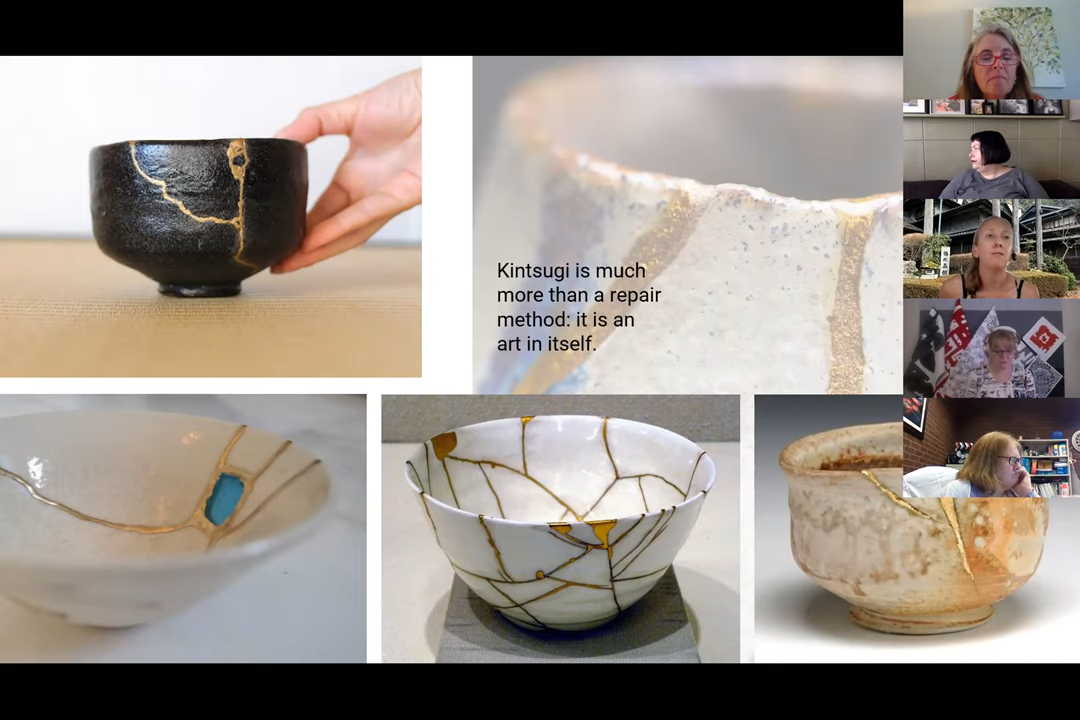 Kintsugi is much
more than a repair
method: it is an
art in itself.